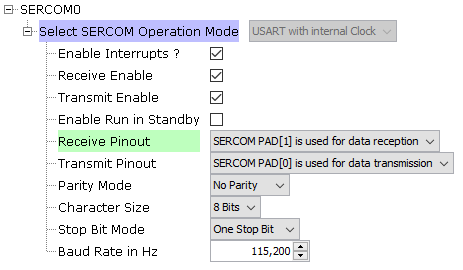 SERCOM0
Select SERCOM Operation Mode USART with internal Clock
Enable Interrupts ?
Receive Enable
Transmit Enable
Enable Run in Standby
Receive Pinout SERCOM PAD[1] is used for data reception
Transmit Pinout SERCOM PAD[0] is used for data transmission
Parity Mode No Parity
Character Size 8 Bits
Stop Bit Mode One Stop Bit
Baud Rate in Hz 115,200